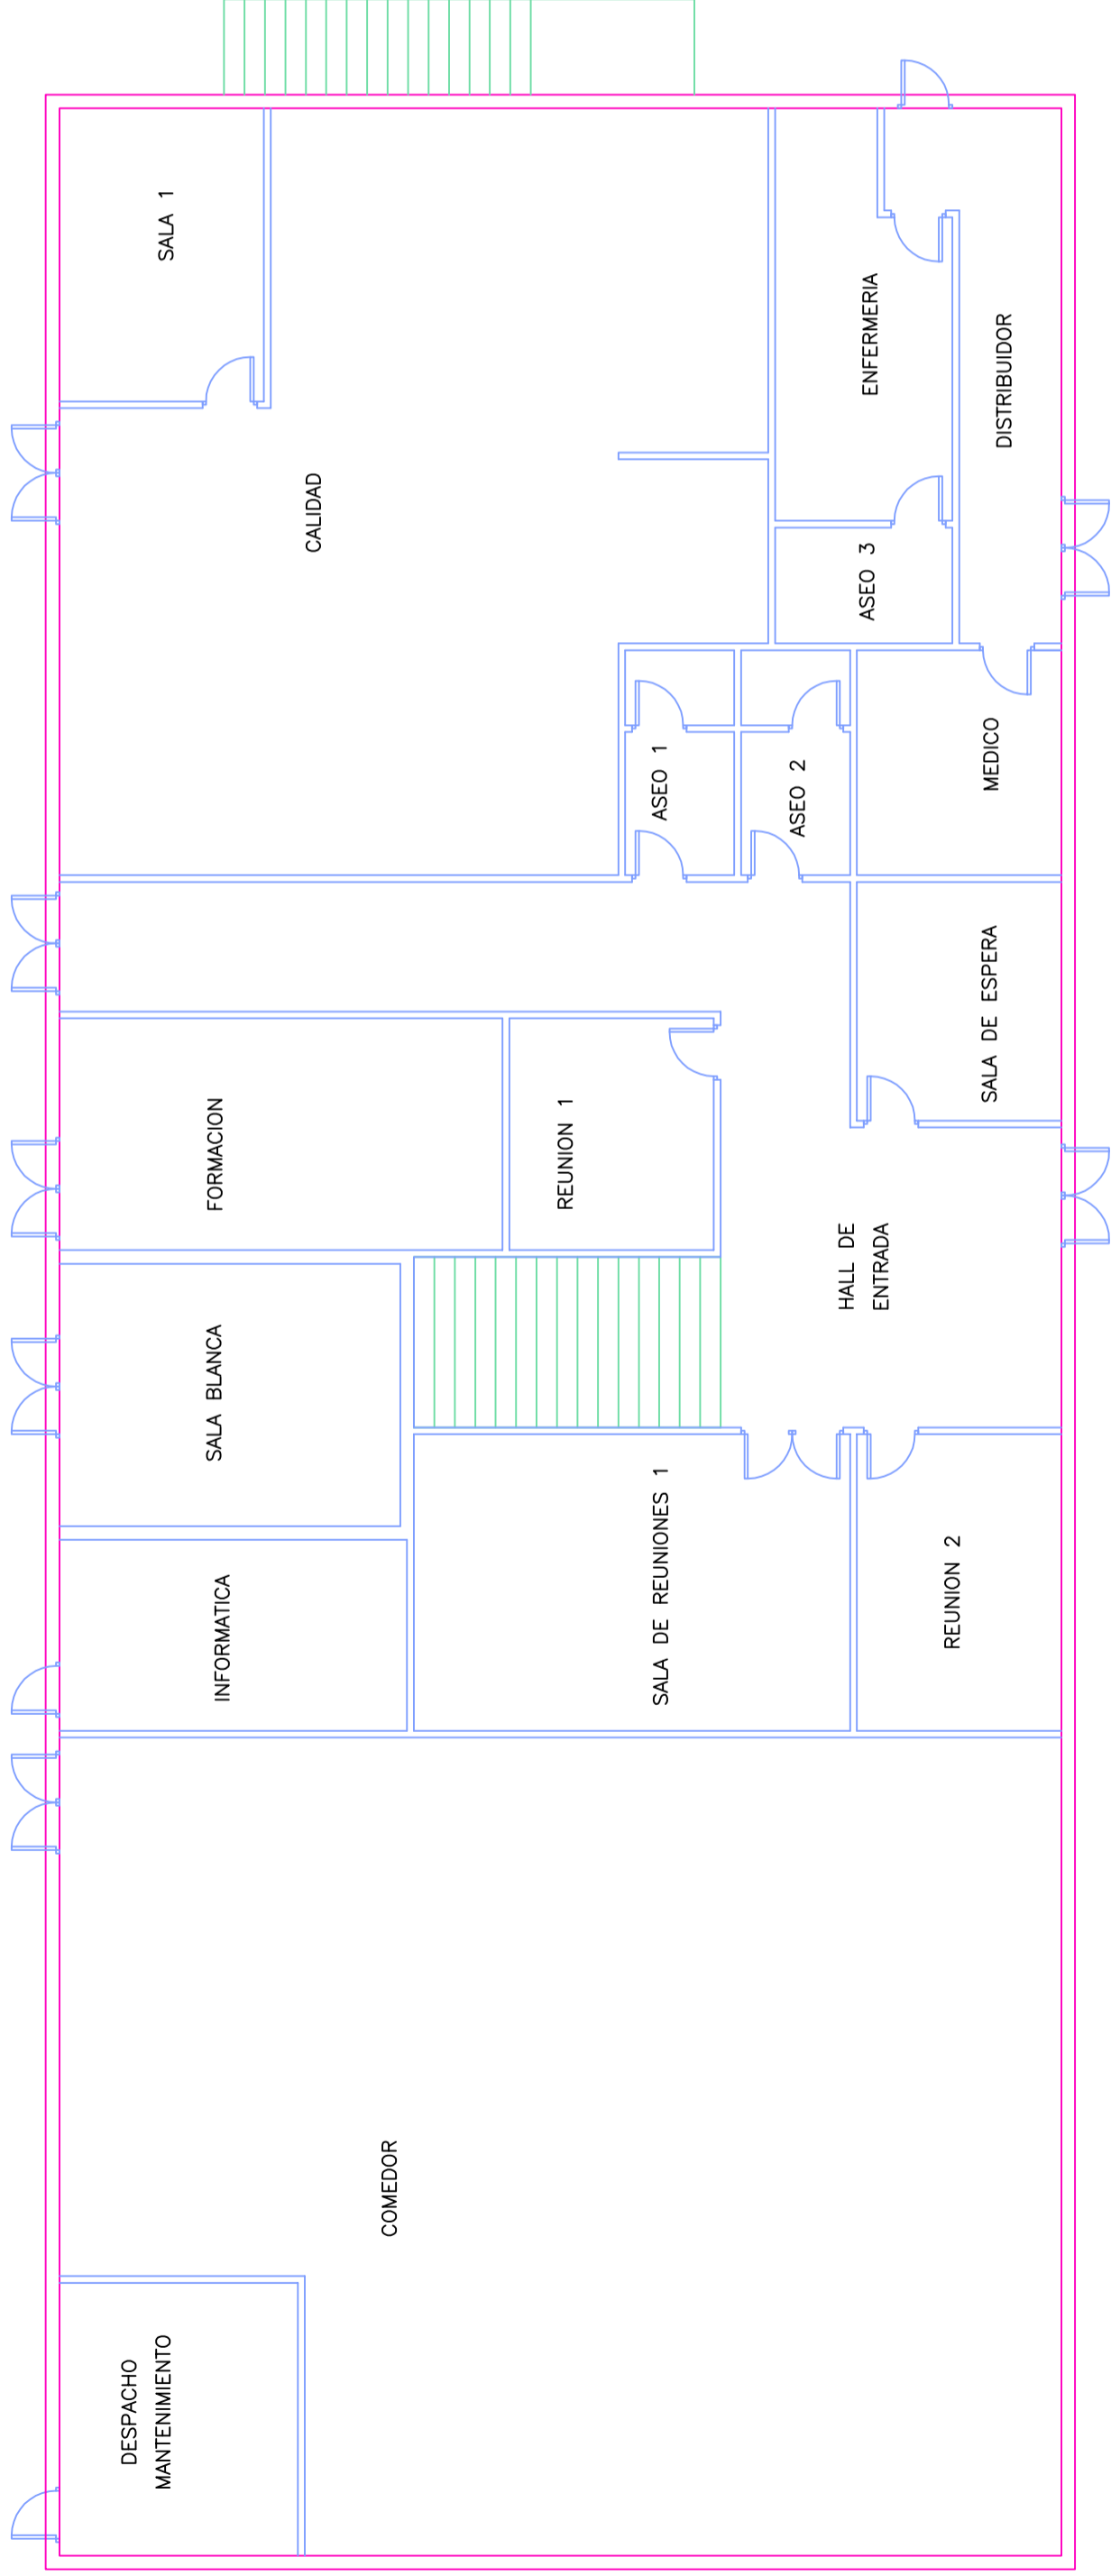 SALA 1
CALIDAD
ENFERMERIA
DISTRIBUIDOR
ASEO 3
ASEO 1
ASEO 2
MEDICO
SALA DE ESPERA
FORMACION
REUNION 1
HALL DE
ENTRADA
SALA BLANCA
INFORMATICA
SALA DE REUNIONES 1
REUNION 2
COMEDOR
DESPACHO
MANTENIMIENTO